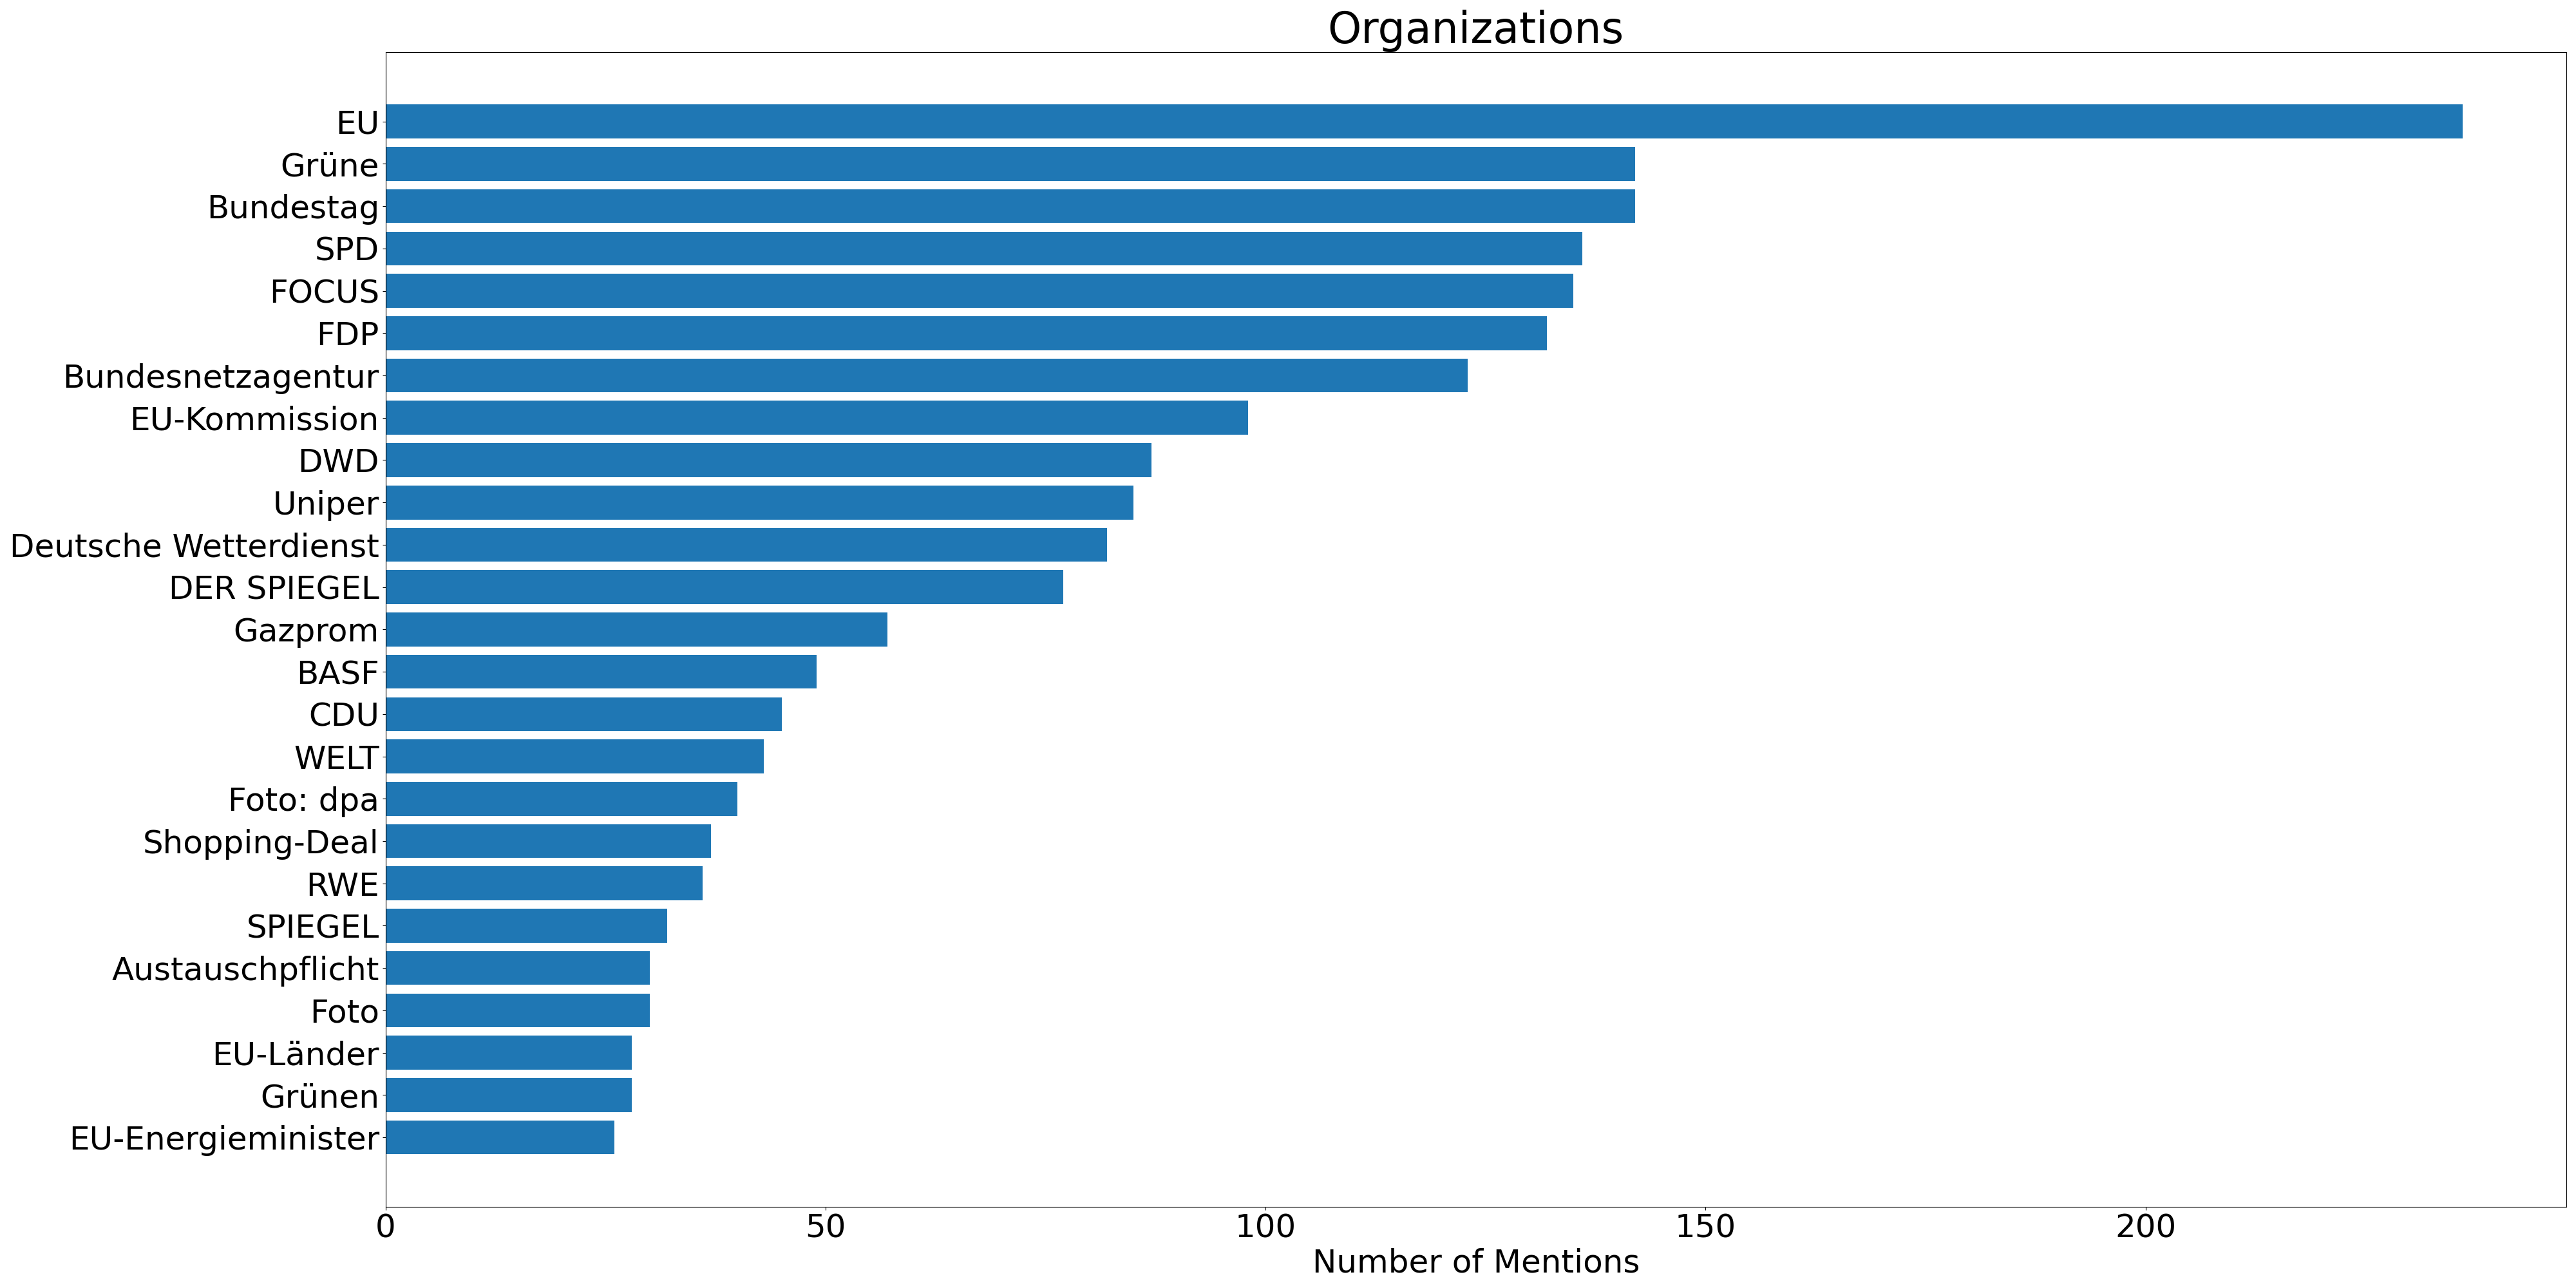 Organizations
EU
Grüne
Bundestag
SPD
FOCUS
FDP
Bundesnetzagentur
EU-Kommission
DWD
Uniper
Deutsche Wetterdienst
DER SPIEGEL
Gazprom
BASF
CDU
WELT
Foto: dpa
Shopping-Deal
RWE
SPIEGEL
Austauschpflicht
Foto
EU-Länder
Grünen
EU-Energieminister
0 50 100 150 200
Number of Mentions